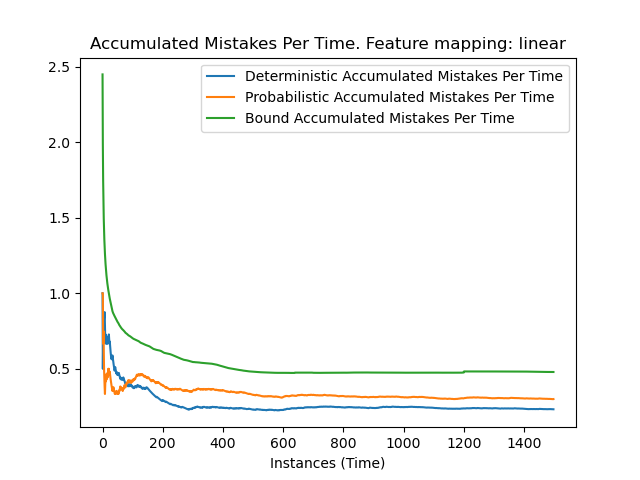 Accumulated Mistakes Per Time. Feature mapping: linear
Deterministic Accumulated Mistakes Per Time
Probabilistic Accumulated Mistakes Per Time
Bound Accumulated Mistakes Per Time
2.5
2.0
1.5
1.0
0.5
0 200 400 600 800 1000 1200 1400
Instances (Time)